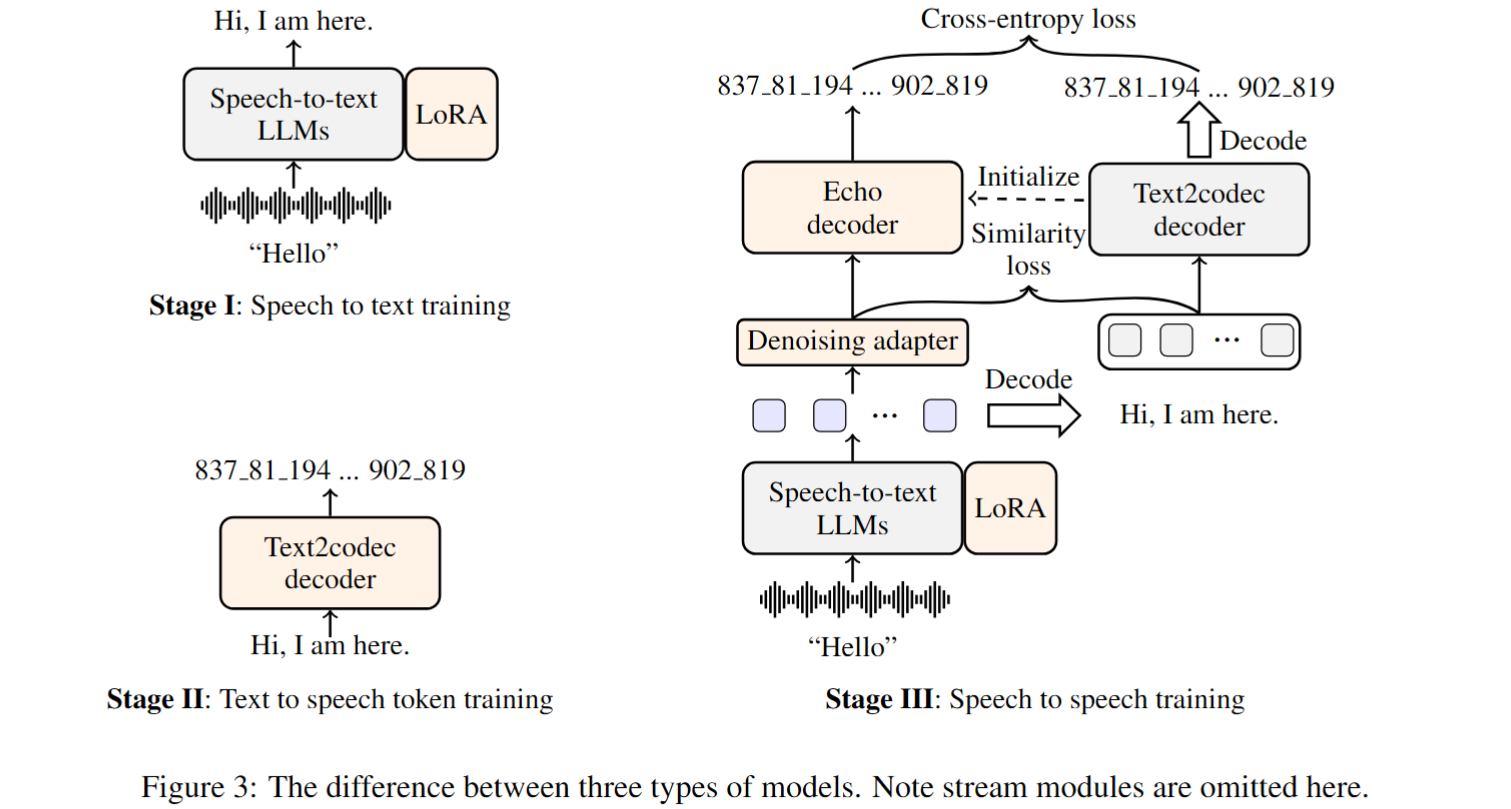 Hi, I am here.
Speech-to-text
LLMs
LoRA
“Hello”
Stage I: Speech to text training
837_81_194 ... 902_819
Text2codec
decoder
Hi, I am here.
Stage II: Text to speech token training
Cross-entropy loss
837_81_194 ... 902_819
837_81_194 ... 902_819
Decode
Echo
decoder
Initialize
Text2codec
decoder
Similarity
loss
Denoising adapter
...
...
Decode
Hi, I am here.
Speech-to-text
LLMs
LoRA
“Hello”
Stage III: Speech to speech training
Figure 3: The difference between three types of models. Note stream modules are omitted here.